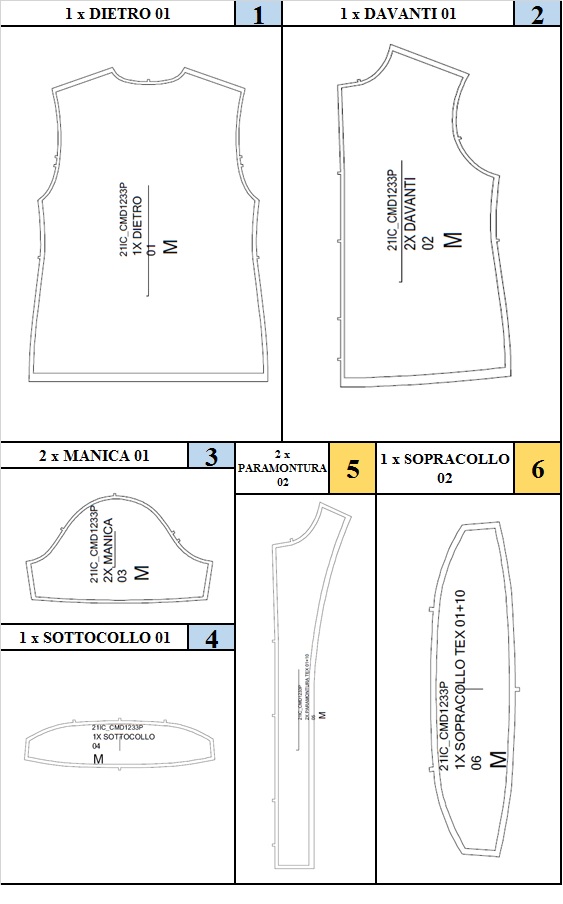 1 x DIETRO 01
1
1 x DAVANTI 01
2
21IC_CMD1233P
1X DIETRO
01
M
21IC_CMD1233P
2X DAVANTI
02
M
2 x MANICA 01
3
2 x
PARAMONTURA
02
5
1 x SOPRACOLLO
02
6
21IC_CMD1233P
2X MANICA
03
M
1 x SOTTOCOLLO 01
4
21IC_CMD1233P
1X SOTTOCOLLO
04
M
21IC_CMD1233P
2X PARAMONTURA TEX 01+10
05
M
21IC_CMD1233P
1X SOPRACOLLO TEX 01+10
06
M